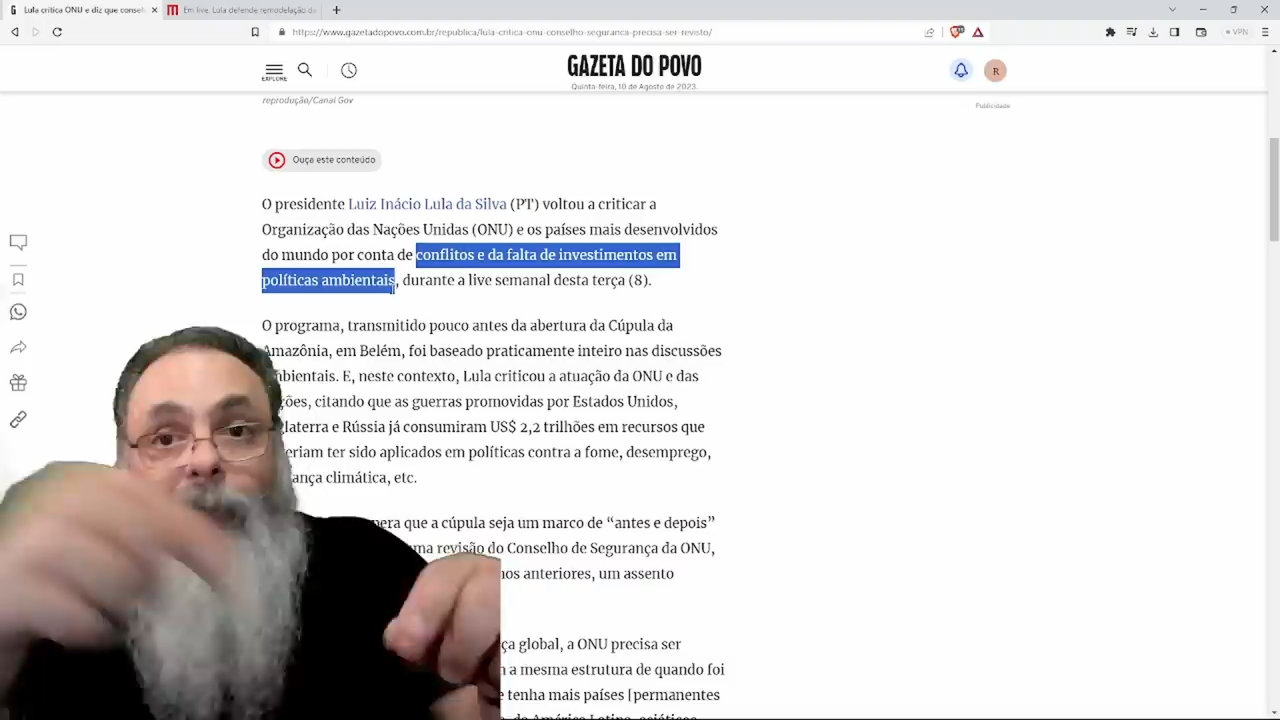 Lula critica ONU e diz que consel
Em live, Lula defende remodelação da
https://www.gazetadopovo.com.br/republica/lula-critica-onu-conselho-seguranca-precisa-ser-revisto/
VPN
EXPLORE
GAZETA DO POVO
Quinta-feira, 10 de Agosto de 2023.
R
reprodução/Canal Gov
Publicidade
Ouça este conteúdo
O presidente Luiz Inácio Lula da Silva (PT) voltou a criticar a
Organização das Nações Unidas (ONU) e os países mais desenvolvidos
do mundo por conta de conflitos e da falta de investimentos em
políticas ambientais, durante a live semanal desta terça (8).
O programa, transmitido pouco antes da abertura da Cúpula da
Amazônia, em Belém, foi baseado praticamente inteiro nas discussões
mbientais. E, neste contexto, Lula criticou a atuação da ONU e das
ções, citando que as guerras promovidas por Estados Unidos,
glaterra e Rússia já consumiram US$ 2,2 trilhões em recursos que
eriam ter sido aplicados em políticas contra a fome, desemprego,
ança climática, etc.
pera que a cúpula seja um marco de “antes e depois”
ma revisão do Conselho de Segurança da ONU,
nos anteriores, um assento
ça global, a ONU precisa ser
a mesma estrutura de quando foi
e tenha mais países [permanentes
da América Latina, asiáticos